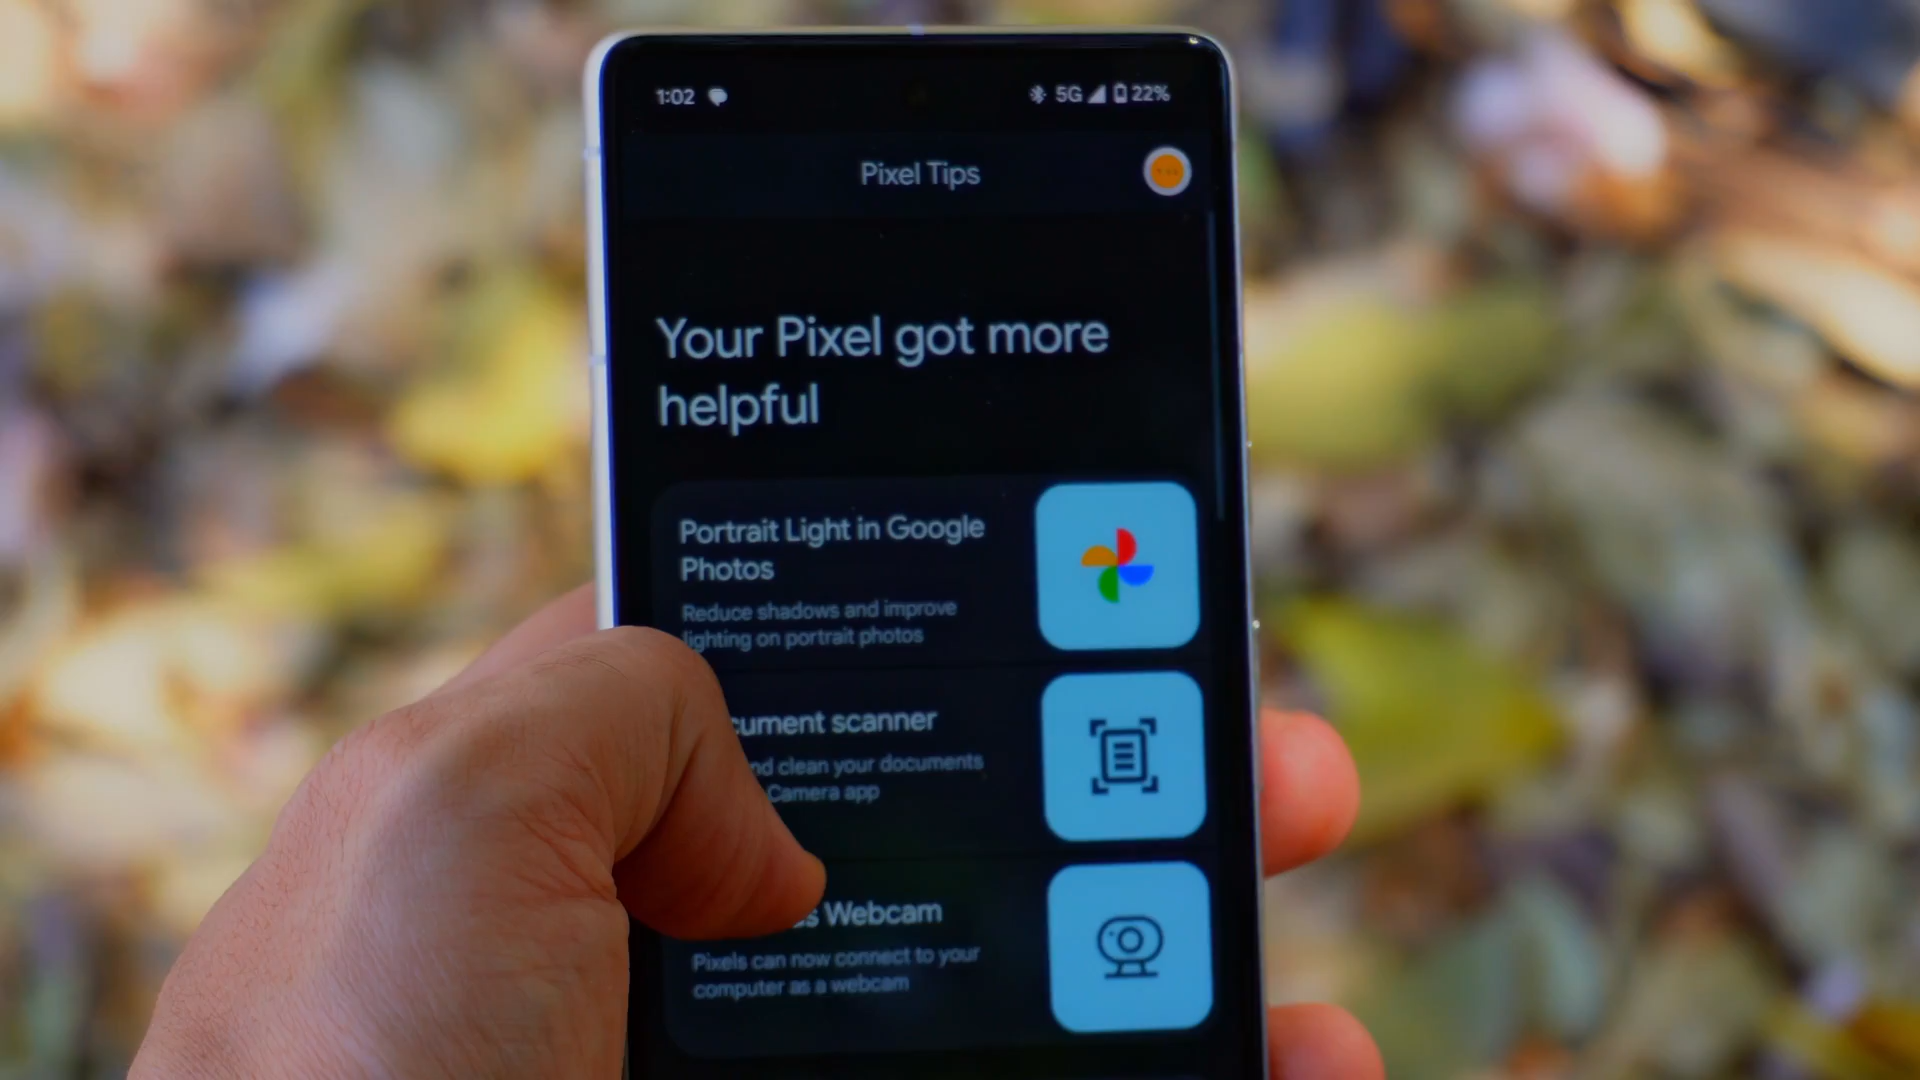 1:02
5G 22%
Pixel Tips
Your Pixel got more
helpful
Portrait Light in Google
Photos
Reduce shadows and improve
lighting on portrait photos
cument scanner
nd clean your documents
Camera app
s Webcam
Pixels can now connect to your
computer as a webcam